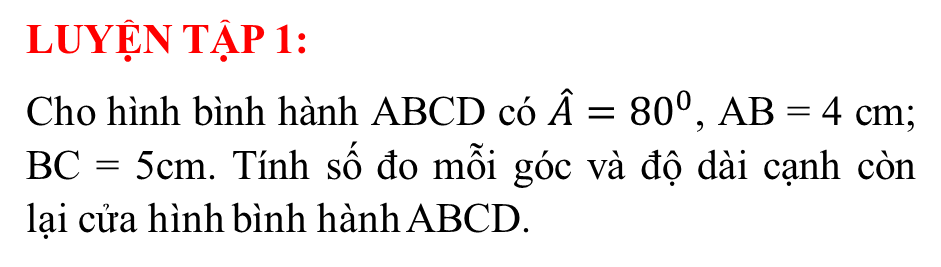 LUYỆN TẬP 1:
Cho hình bình hành ABCD có Â = 80⁰, AB = 4 cm;
BC = 5cm. Tính số đo mỗi góc và độ dài cạnh còn
lại cửa hình bình hành ABCD.